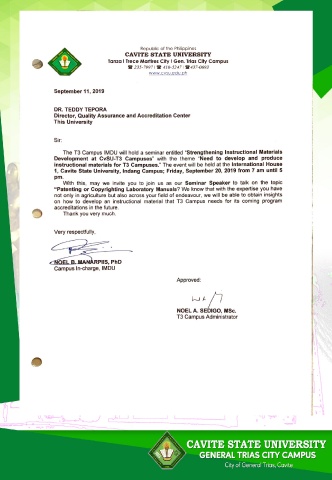 Republic of the Philippines
CAVITE STATE UNIVERSITY
Tanza I Trece Martires City I Gen. Trias City Campus
☎ 235-7997 / ☎ 418-5247 / ☎437-0693
www.cvsu.edu.ph
September 11, 2019
DR. TEDDY TEPORA
Director, Quality Assurance and Accreditation Center
This University
Sir:
The T3 Campus IMDU will hold a seminar entitled "Strengthening Instructional Materials
Development at CvSU-T3 Campuses" with the theme "Need to develop and produce
instructional materials for T3 Campuses." The event will be held at the International House
1, Cavite State University, Indang Campus; Friday, September 20, 2019 from 7 am until 5
pm.
With this, may we invite you to join us as our Seminar Speaker to talk on the topic
"Patenting or Copyrighting Laboratory Manuals? We know that with the expertise you have
not only in agriculture but also across your field of endeavour, we will be able to obtain insights
on how to develop an instructional material that T3 Campus needs for its coming program
accreditations in the future.
Thank you very much.
Very respectfully,
NOEL B. MANARPIIS, PhD
Campus In-charge, IMDU
Approved:
NOEL A. SEDIGO, MSc.
T3 Campus Administrator
CAVITE STATE UNIVERSITY
GENERAL TRIAS CITY CAMPUS
City of General Trias, Cavite